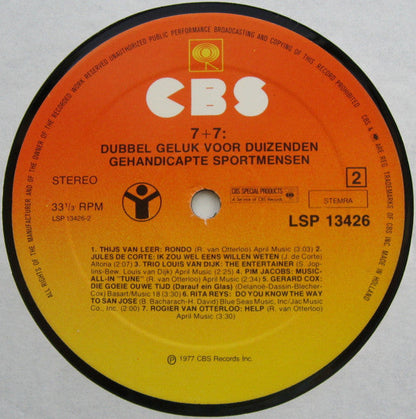 UNAUTHORIZED PUBLIC PERFORMANCE BROADCASTING AND COPYING OF THIS RECORD
ALL RIGHTS OF THE MANUFACTURER AND OF THE OWNER OF THE RECORDED WORK RESERVED
CBS & ARE REG. TRADEMARKS OF CBS INC. MADE IN HOLLAND
CBS
7+7:
DUBBEL GELUK VOOR DUIZENDEN
GEHANDICAPTE SPORTMENSEN
STEREO
33⅓ RPM
LSP 13426-2
CBS SPECIAL PRODUCTS
A Service of CBS Records
2
STEMRA
LSP 13426
1. THIJS VAN LEER: RONDO (R. van Otterloo) April Music (3.03) 2.
JULES DE CORTE: IK ZOU WEL EENS WILLEN WETEN (J. de Corte)
Altona (2:07) 3. TRIO LOUIS VAN DIJK: THE ENTERTAINER (S. Jop-
lins-Bew. Louis van Dijk) April Music (2:25) 4. PIM JACOBS: MUSIC-
ALL-IN "TUNE" (R. van Otterloo) April Music (2:34) 5. GERARD COX:
DIE GOEIE OUWE TIJD (Darauf ein Glas) (Delanoë-Dassin-Blecher-
Cox) Basart/Music 18 (3:30) 6. RITA REYS: DO YOU KNOW THE WAY
TO SAN JOSE (B. Bacharach-H. David) Blue Seas Music Inc/Jac Music
Co., Inc. (2:00) 7. ROGIER VAN OTTERLOO: HELP (R. van Otterloo)
April Music (3:30)
Ⓟ 1977 CBS Records Inc.